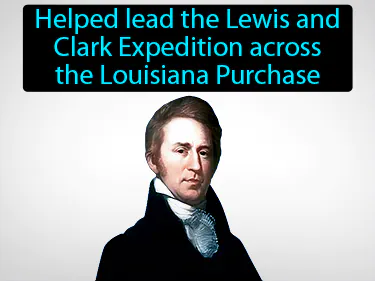 Helped lead the Lewis and
Clark Expedition across
the Louisiana Purchase